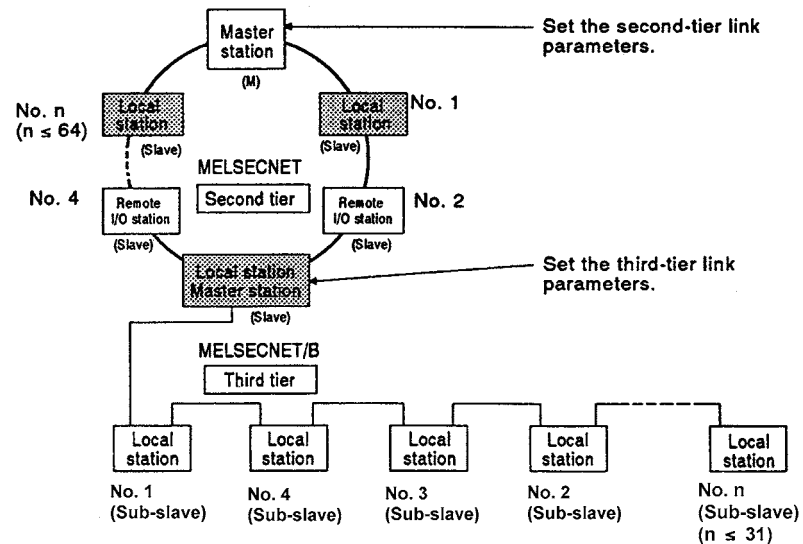 Master
station
(M)
Set the second-tier link
parameters.
No. n
(n ≤ 64)
Local
station
(Slave)
Local
station
(Slave)
No. 1
MELSECNET
Second tier
No. 4
Remote
I/O station
(Slave)
Remote
I/O station
(Slave)
No. 2
Local station
Master station
(Slave)
Set the third-tier link
parameters.
MELSECNET/B
Third tier
Local
station
Local
station
Local
station
Local
station
Local
station
No. 1
(Sub-slave)
No. 4
(Sub-slave)
No. 3
(Sub-slave)
No. 2
(Sub-slave)
No. n
(Sub-slave)
(n ≤ 31)